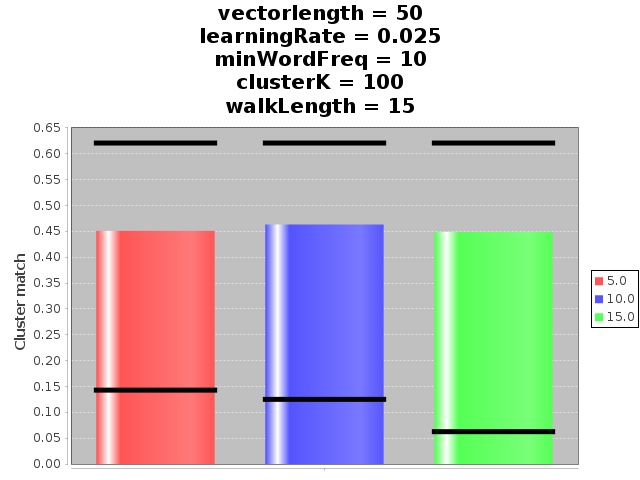 vectorlength = 50
learningRate = 0.025
minWordFreq = 10
clusterK = 100
walkLength = 15
0.65
0.60
0.55
0.50
0.45
0.40
0.35
0.30
0.25
0.20
0.15
0.10
0.05
0.00
Cluster match
5.0
10.0
15.0